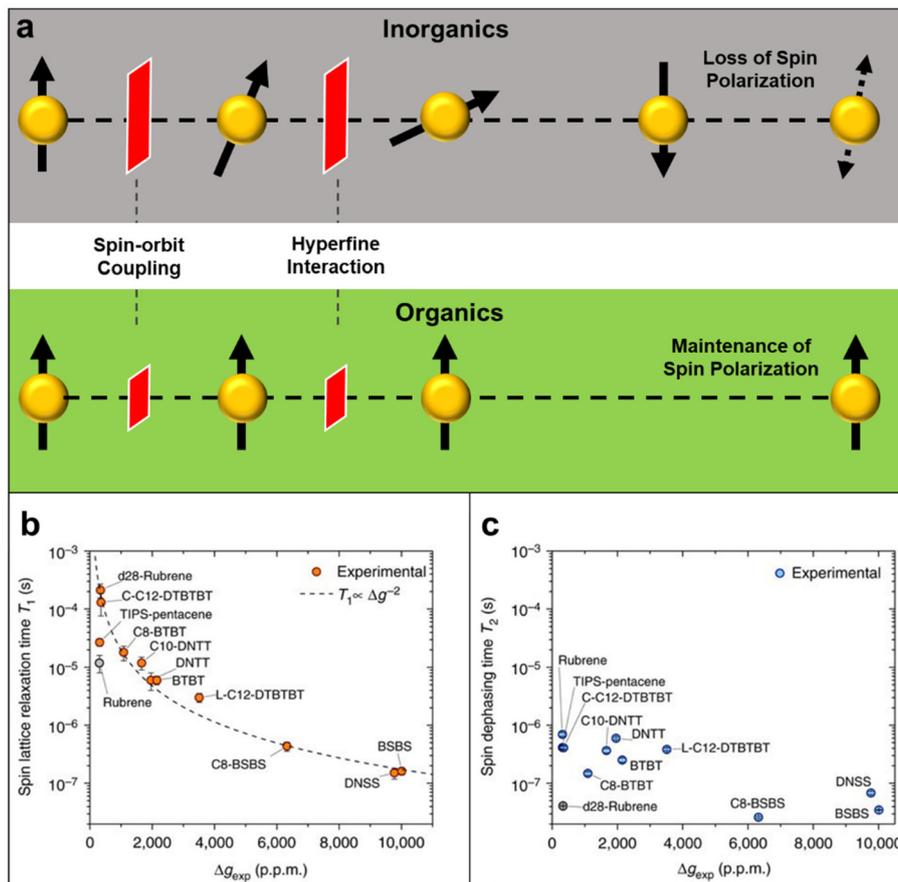 a
Inorganics
Loss of Spin
Polarization
Spin-orbit
Coupling
Hyperfine
Interaction
Organics
Maintenance of
Spin Polarization
b
Spin lattice relaxation time T₁ (s)
10⁻³
10⁻⁴
10⁻⁵
10⁻⁶
10⁻⁷
d28-Rubrene
C-C12-DTBTBT
TIPS-pentacene
C8-BTBT
C10-DNTT
DNTT
BTBT
Rubrene
L-C12-DTBTBT
C8-BSBS
BSBS
DNSS
Experimental
T₁∝ Δg⁻²
0
2,000
4,000
6,000
8,000
10,000
Δgexp (p.p.m.)
c
Spin dephasing time T₂ (s)
10⁻³
10⁻⁴
10⁻⁵
10⁻⁶
10⁻⁷
Experimental
Rubrene
TIPS-pentacene
C-C12-DTBTBT
C10-DNTT
DNTT
L-C12-DTBTBT
BTBT
C8-BTBT
d28-Rubrene
C8-BSBS
DNSS
BSBS
0
2,000
4,000
6,000
8,000
10,000
Δgexp (p.p.m.)